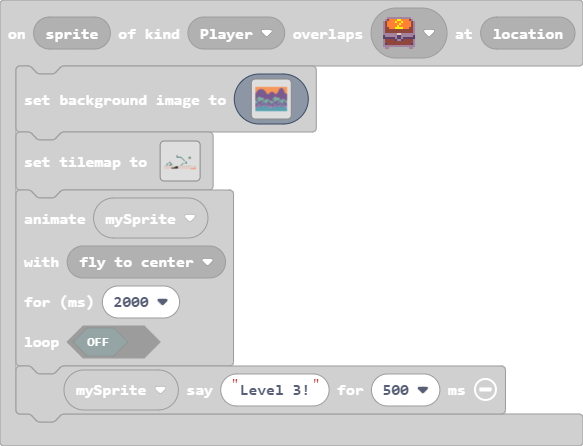 on sprite of kind Player overlaps 2 at location
set background image to
set tilemap to
animate mySprite
with fly to center
for (ms) 2000
loop OFF
mySprite say "Level 3!" for 500 ms